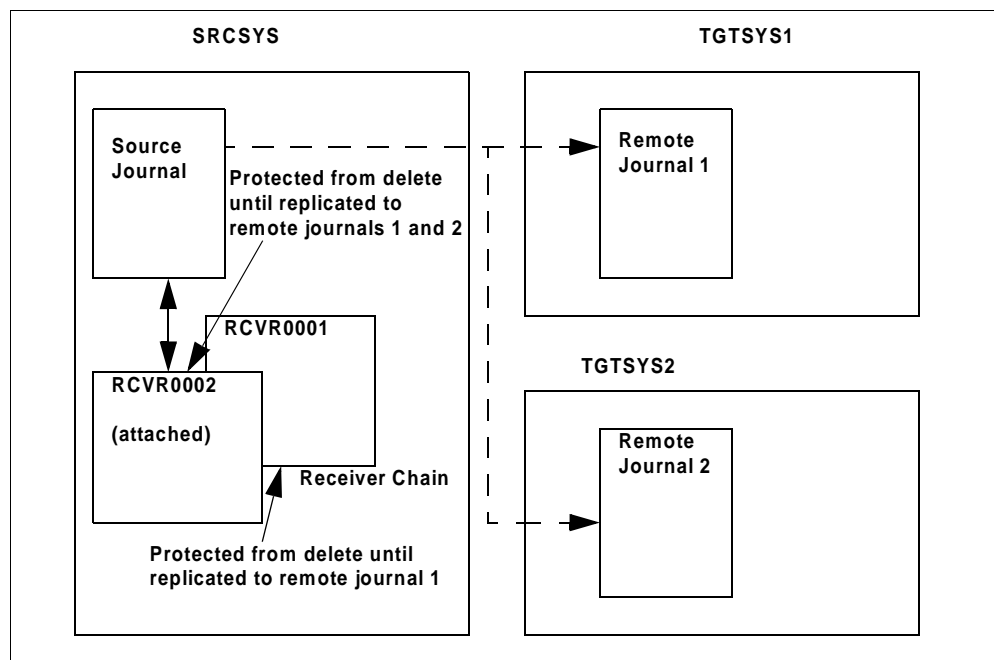 SRCSYS
TGTSYS1
Source
Journal
Protected from delete
until replicated to
remote journals 1 and 2
RCVR0001
RCVR0002
(attached)
Receiver Chain
Protected from delete until
replicated to remote journal 1
Remote
Journal 1
TGTSYS2
Remote
Journal 2